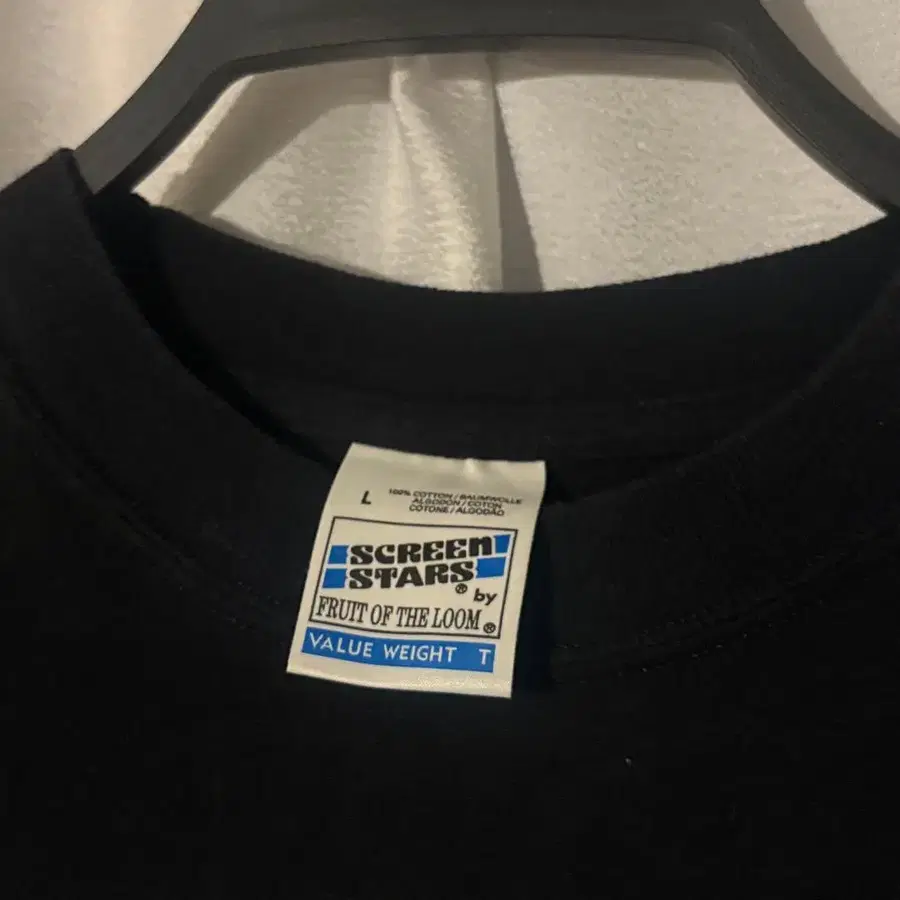 L
100% COTTON / BAUMWOLLE
ALGODON / COTON
COTONE / ALGODÃO
SCREEN
STARS®
by
FRUIT OF THE LOOM®
VALUE WEIGHT T